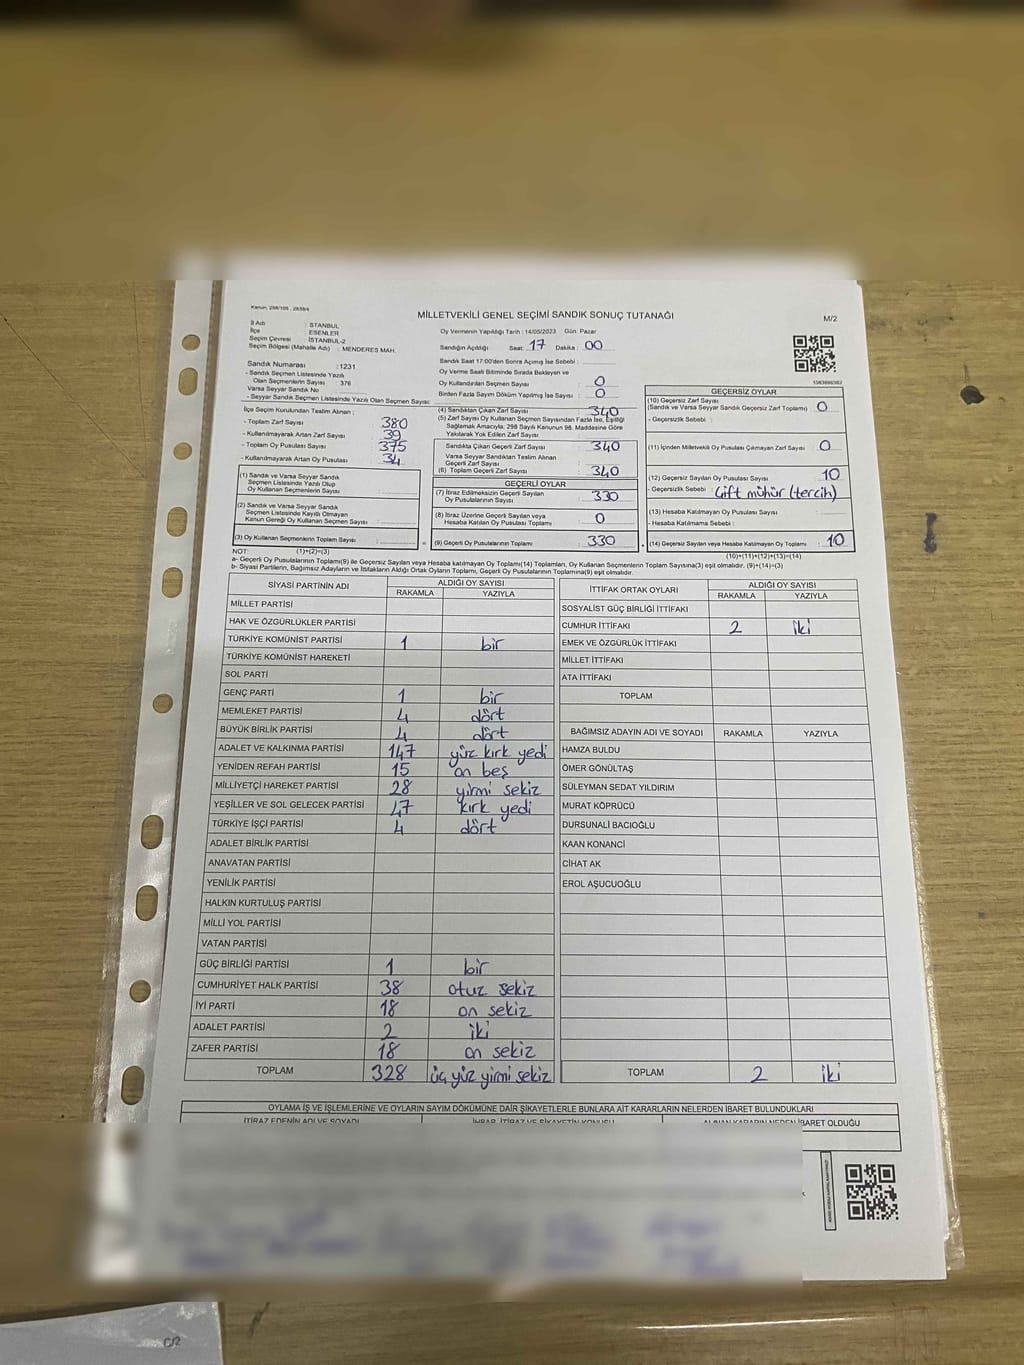 Kanun: 298/105 , 2839/4
MİLLETVEKİLİ GENEL SEÇİMİ SANDIK SONUÇ TUTANAĞI
M/2
İl Adı : İSTANBUL
İlçe : ESENLER
Seçim Çevresi : İSTANBUL-2
Seçim Bölgesi (Mahalle Adı) : MENDERES MAH.
Oy Vermenin Yapıldığı Tarih : 14/05/2023 Gün: Pazar
Sandığın Açıldığı Saat: 17 Dakika : 00
Sandık Saat 17:00'den Sonra Açımış İse Sebebi :
Sandık Numarası : 1231
- Sandık Seçmen Listesinde Yazılı
Olan Seçmenlerin Sayısı : 376
Varsa Seyyar Sandık No :
- Seyyar Sandık Seçmen Listesinde Yazılı Olan Seçmen Sayısı:
Oy Verme Saati Bitiminde Sırada Bekleyen ve
Oy Kullandırılan Seçmen Sayısı : 0
Birden Fazla Sayım Döküm Yapılmış İse Sayısı : 0
İlçe Seçim Kurulundan Teslim Alınan ;
- Toplam Zarf Sayısı : 380
- Kullanılmayarak Artan Zarf Sayısı : 39
- Toplam Oy Pusulası Sayısı : 375
- Kullanılmayarak Artan Oy Pusulası : 34
(1) Sandık ve Varsa Seyyar Sandık
Seçmen Listesinde Yazılı Olup
Oy Kullanan Seçmenlerin Sayısı :
(2) Sandık ve Varsa Seyyar Sandık
Seçmen Listesinde Kayıtlı Olmayan
Kanun Gereği Oy Kullanan Seçmen Sayısı :
(3) Oy Kullanan Seçmenlerin Toplam Sayısı :
(4) Sandıktan Çıkan Zarf Sayısı : 340
(5) Zarf Sayısı Oy Kullanan Seçmen Sayısından Fazla İse, Eşitliği
Sağlamak Amacıyla; 298 Sayılı Kanunun 98. Maddesine Göre
Yakılarak Yok Edilen Zarf Sayısı :
Sandıkta Çıkan Geçerli Zarf Sayısı : 340
Varsa Seyyar Sandıktan Teslim Alınan
Geçerli Zarf Sayısı :
(6) Toplam Geçerli Zarf Sayısı : 340
GEÇERLİ OYLAR
(7) İtiraz Edilmeksizin Geçerli Sayılan
Oy Pusulalarının Sayısı : 330
(8) İtiraz Üzerine Geçerli Sayılan veya
Hesaba Katılan Oy Pusulası Toplamı : 0
= (9) Geçerli Oy Pusulalarının Toplamı : 330
1583886382
GEÇERSİZ OYLAR
(10) Geçersiz Zarf Sayısı
(Sandık ve Varsa Seyyar Sandık Geçersiz Zarf Toplamı) : 0
- Geçersizlik Sebebi :
(11) İçinden Milletvekili Oy Pusulası Çıkmayan Zarf Sayısı : 0
(12) Geçersiz Sayılan Oy Pusulası Sayısı : 10
- Geçersizlik Sebebi : Çift mühür (tercih)
(13) Hesaba Katılmayan Oy Pusulası Sayısı :
- Hesaba Katılmama Sebebi :
+ (14) Geçersiz Sayılan veya Hesaba Katılmayan Oy Toplamı : 10
NOT: (1)+(2)=(3)
(10)+(11)+(12)+(13)=(14)
a- Geçerli Oy Pusulalarının Toplamı(9) ile Geçersiz Sayılan veya Hesaba katılmayan Oy Toplamı(14) Toplamları, Oy Kullanan Seçmenlerin Toplam Sayısına(3) eşit olmalıdır. (9)+(14)=(3)
b- Siyasi Partilerin, Bağımsız Adayların ve İttifakların Aldığı Ortak Oyların Toplamı, Geçerli Oy Pusulalarının Toplamına(9) eşit olmalıdır.
SİYASİ PARTİNİN ADI ALDIĞI OY SAYISI
RAKAMLA YAZIYLA
MİLLET PARTİSİ
HAK VE ÖZGÜRLÜKLER PARTİSİ
TÜRKİYE KOMÜNİST PARTİSİ 1 bir
TÜRKİYE KOMÜNİST HAREKETİ
SOL PARTİ
GENÇ PARTİ 1 bir
MEMLEKET PARTİSİ 4 dört
BÜYÜK BİRLİK PARTİSİ 4 dört
ADALET VE KALKINMA PARTİSİ 147 yüz kırk yedi
YENİDEN REFAH PARTİSİ 15 on beş
MİLLİYETÇİ HAREKET PARTİSİ 28 yirmi sekiz
YEŞİLLER VE SOL GELECEK PARTİSİ 47 kırk yedi
TÜRKİYE İŞÇİ PARTİSİ 4 dört
ADALET BİRLİK PARTİSİ
ANAVATAN PARTİSİ
YENİLİK PARTİSİ
HALKIN KURTULUŞ PARTİSİ
MİLLİ YOL PARTİSİ
VATAN PARTİSİ
GÜÇ BİRLİĞİ PARTİSİ 1 bir
CUMHURİYET HALK PARTİSİ 38 otuz sekiz
İYİ PARTİ 18 on sekiz
ADALET PARTİSİ 2 iki
ZAFER PARTİSİ 18 on sekiz
TOPLAM 328 üç yüz yirmi sekiz
İTTİFAK ORTAK OYLARI ALDIĞI OY SAYISI
RAKAMLA YAZIYLA
SOSYALİST GÜÇ BİRLİĞİ İTTİFAKI
CUMHUR İTTİFAKI 2 iki
EMEK VE ÖZGÜRLÜK İTTİFAKI
MİLLET İTTİFAKI
ATA İTTİFAKI
TOPLAM
BAĞIMSIZ ADAYIN ADI VE SOYADI RAKAMLA YAZIYLA
HAMZA BULDU
ÖMER GÖNÜLTAŞ
SÜLEYMAN SEDAT YILDIRIM
MURAT KÖPRÜCÜ
DURSUNALİ BACIOĞLU
KAAN KONANCİ
CİHAT AK
EROL AŞUCUOĞLU
TOPLAM 2 iki
OYLAMA İŞ VE İŞLEMLERİNE VE OYLARIN SAYIM DÖKÜMÜNE DAİR ŞİKAYETLERLE BUNLARA AİT KARARLARIN NELERDEN İBARET BULUNDUKLARI
İTİRAZ EDENİN ADI VE SOYADI İHBAR, İTİRAZ VE ŞİKAYETİN KONUSU ALINAN KARARIN NEDEN İBARET OLDUĞU
C/2